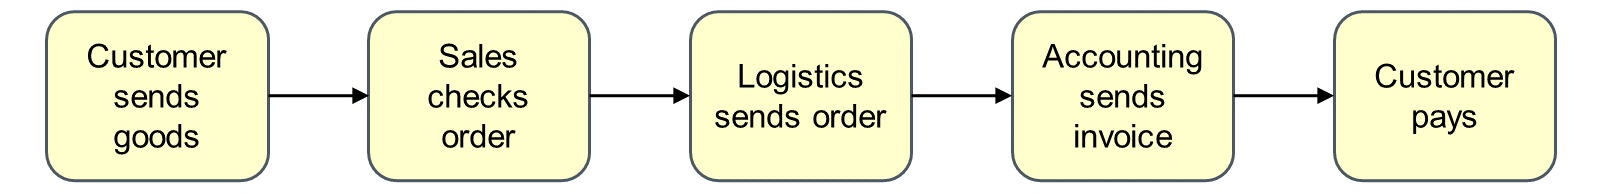 Customer
sends
goods
Sales
checks
order
Logistics
sends order
Accounting
sends
invoice
Customer
pays